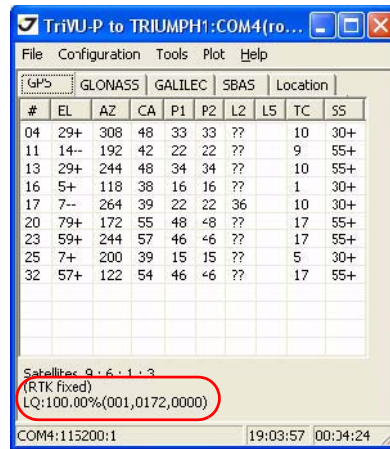 TriVU-P to TRIUMPH1:COM4(ro...
File Configuration Tools Plot Help
GPS GLONASS GALILEC SBAS Location
# EL AZ CA P1 P2 L2 L5 TC SS
04 29+ 308 48 33 33 ?? 10 30+
11 14-- 192 42 22 22 ?? 9 55+
13 29+ 244 48 34 34 ?? 10 55+
16 5+ 118 38 16 16 ?? 1 30+
17 7-- 264 39 22 22 36 10 30+
20 79+ 172 55 48 48 ?? 17 55+
23 59+ 244 57 46 46 ?? 17 55+
25 7+ 200 39 15 15 ?? 5 30+
32 57+ 122 54 46 46 ?? 17 55+
Satellites 9 : 6 : 1 : 3
(RTK fixed)
LQ:100.00%(001,0172,0000)
COM4:115200:1 19:03:57 00:04:24